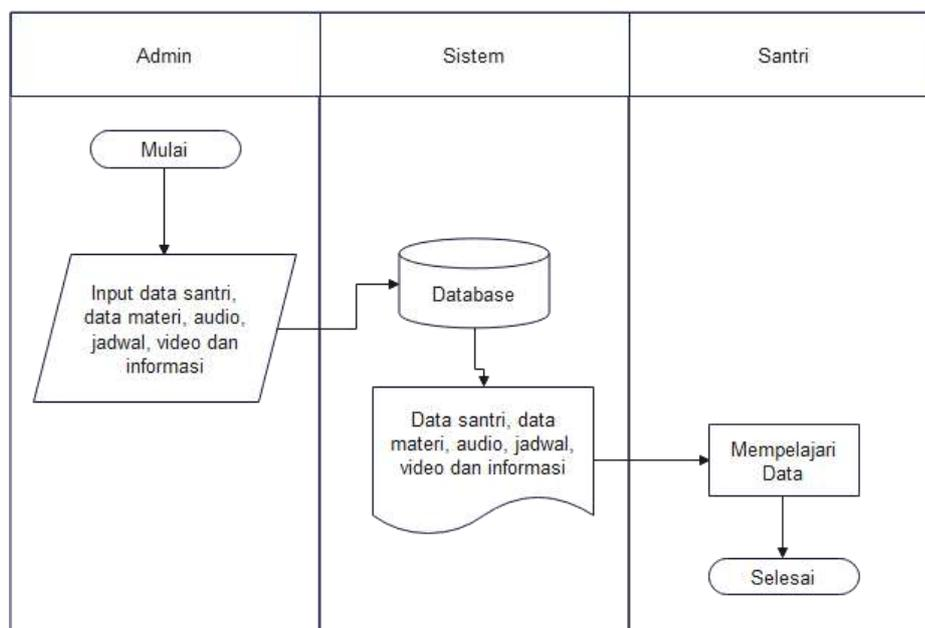 Admin
Sistem
Santri
Mulai
Input data santri,
data materi, audio,
jadwal, video dan
informasi
Database
Data santri, data
materi, audio, jadwal,
video dan informasi
Mempelajari
Data
Selesai